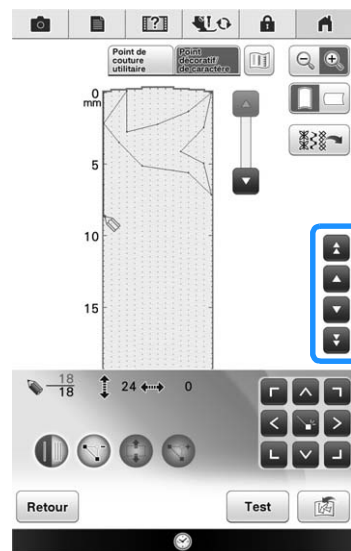 Point de
couture
utilitaire
Point
décoratif/
de caractère
0
mm
5
10
15
18
18
24
0
Retour
Test